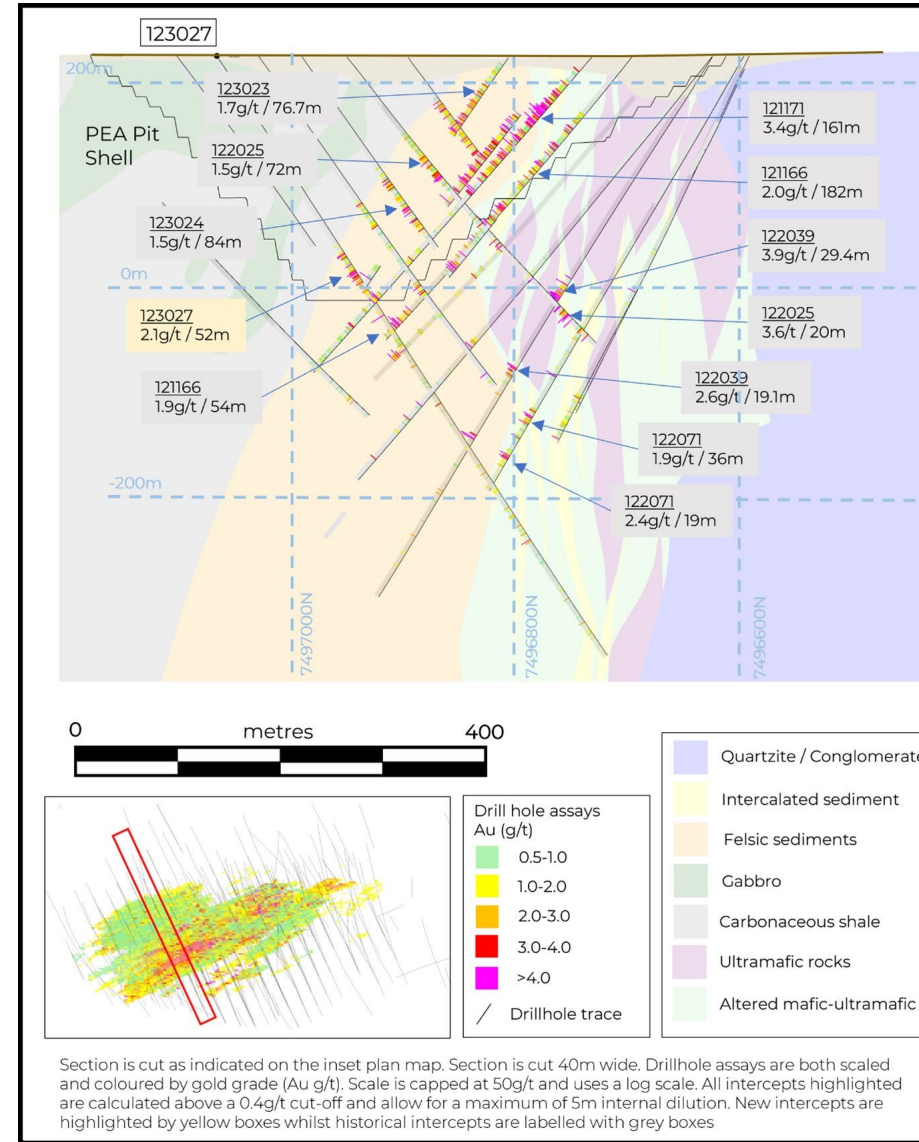 123027
200m
123023
1.7g/t / 76.7m
PEA Pit
Shell
122025
1.5g/t / 72m
123024
1.5g/t / 84m
0m
123027
2.1g/t / 52m
121166
1.9g/t / 54m
-200m
121171
3.4g/t / 161m
121166
2.0g/t / 182m
122039
3.9g/t / 29.4m
122025
3.6/t / 20m
122039
2.6g/t / 19.1m
122071
1.9g/t / 36m
122071
2.4g/t / 19m
7497000N
7496800N
7496600N
0 metres 400
Drill hole assays
Au (g/t)
0.5-1.0
1.0-2.0
2.0-3.0
3.0-4.0
>4.0
Drillhole trace
Quartzite / Conglomerate
Intercalated sediment
Felsic sediments
Gabbro
Carbonaceous shale
Ultramafic rocks
Altered mafic-ultramafic
Section is cut as indicated on the inset plan map. Section is cut 40m wide. Drillhole assays are both scaled
and coloured by gold grade (Au g/t). Scale is capped at 50g/t and uses a log scale. All intercepts highlighted
are calculated above a 0.4g/t cut-off and allow for a maximum of 5m internal dilution. New intercepts are
highlighted by yellow boxes whilst historical intercepts are labelled with grey boxes